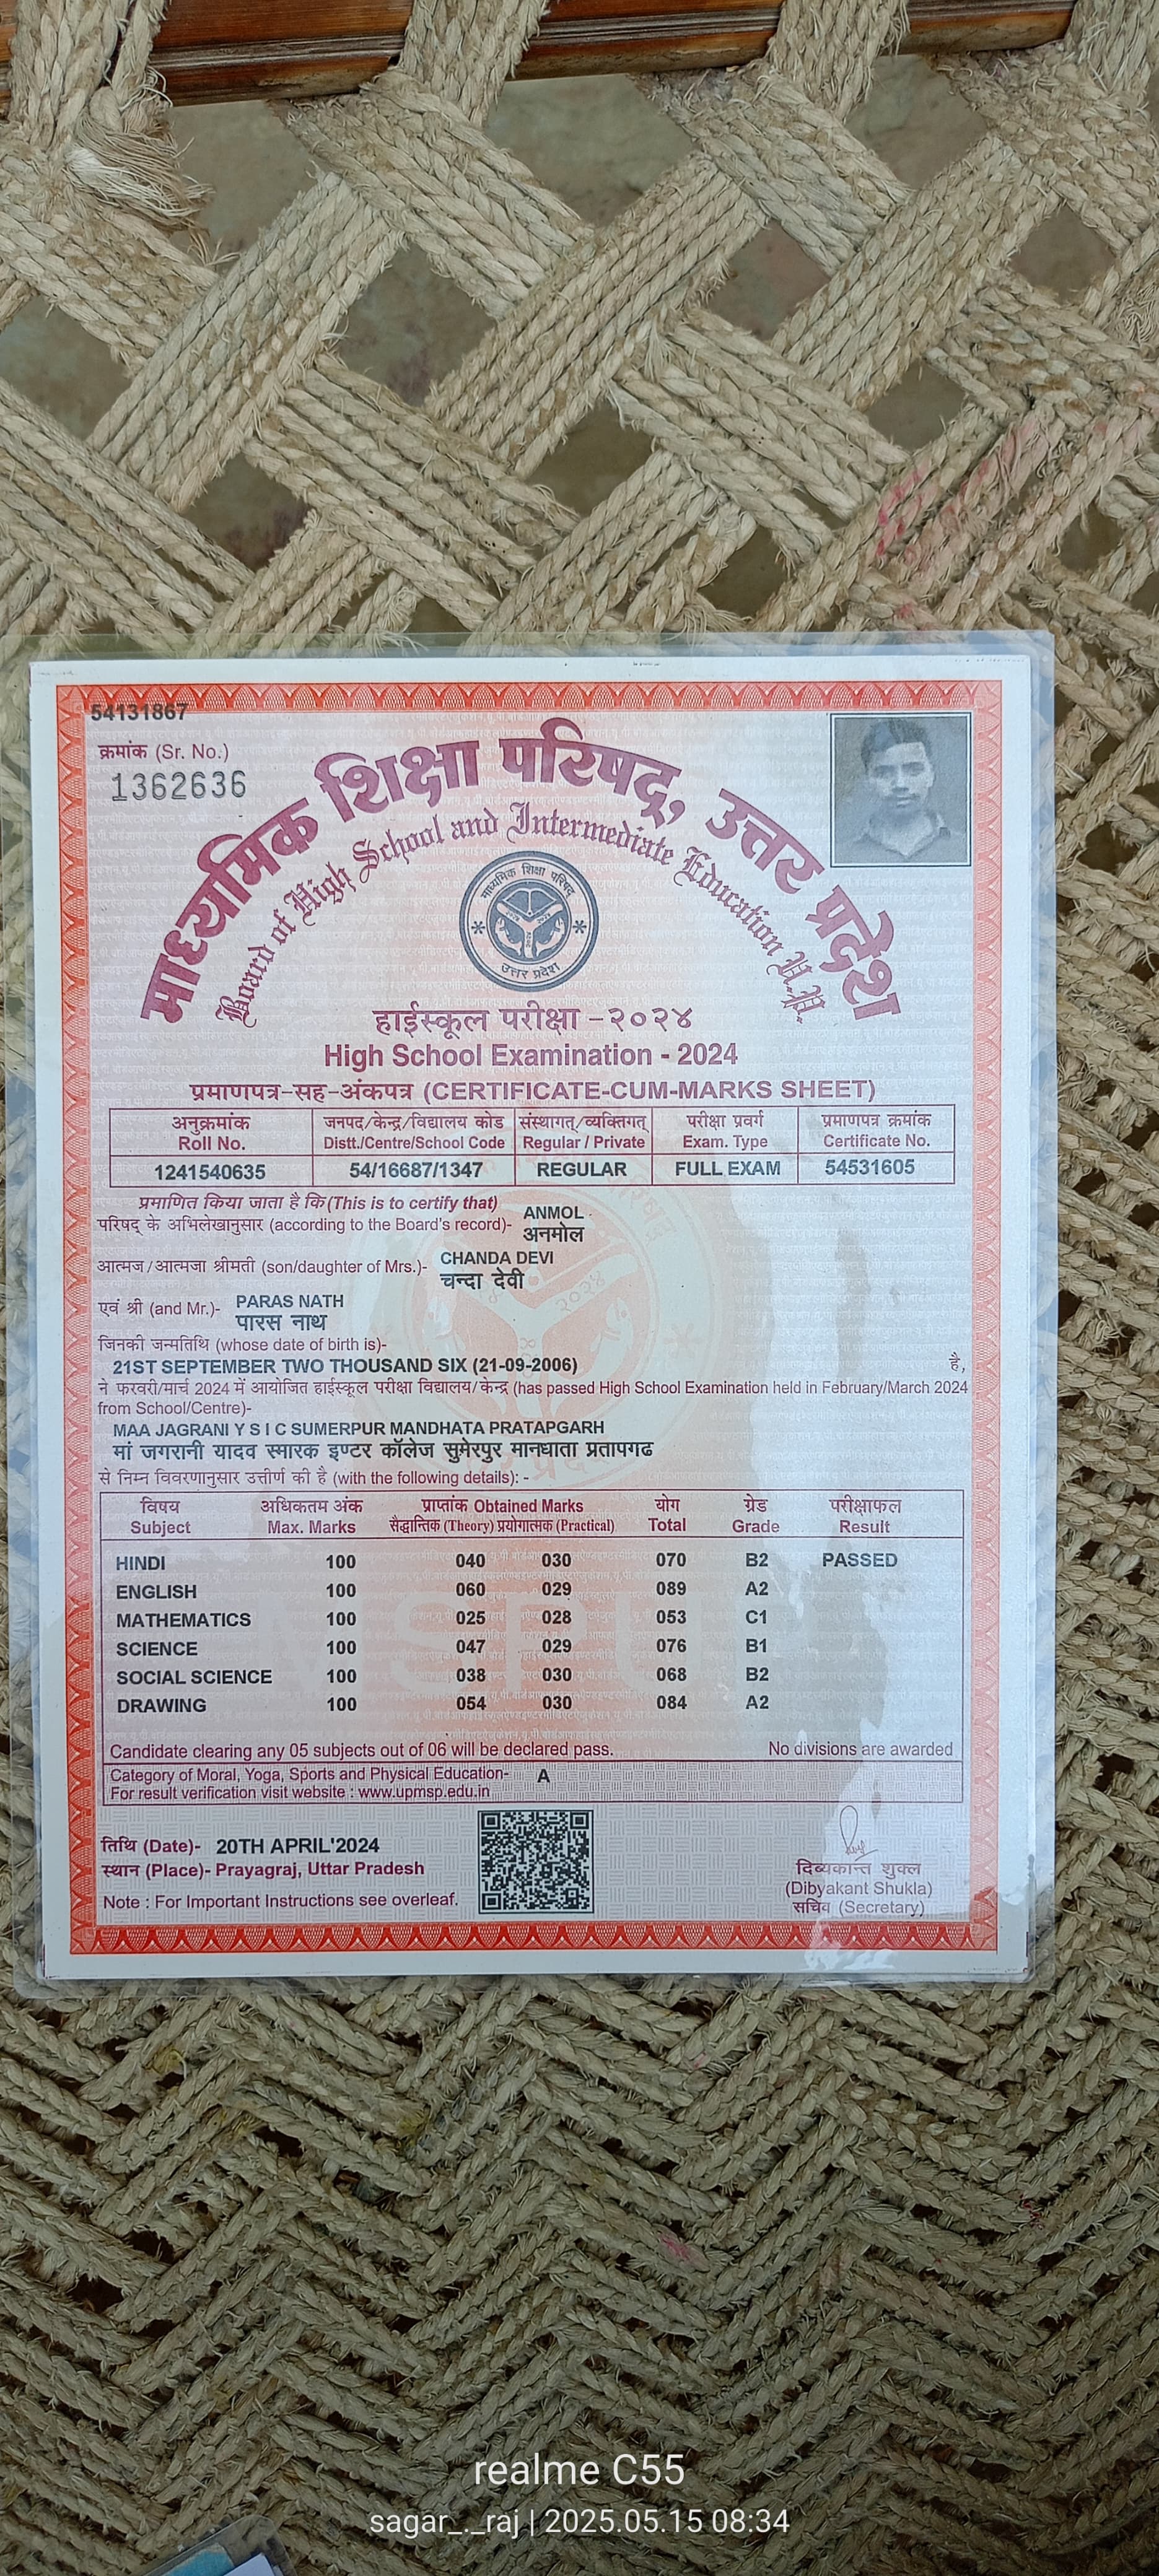 54131867
क्रमांक (Sr. No.)
1362636
माध्यमिक शिक्षा परिषद्, उत्तर प्रदेश
Board of High School and Intermediate Education U.P.
माध्यमिक शिक्षा परिषद्
उत्तर प्रदेश
हाईस्कूल परीक्षा -२०२४
High School Examination - 2024
प्रमाणपत्र-सह-अंकपत्र (CERTIFICATE-CUM-MARKS SHEET)
अनुक्रमांक जनपद/केन्द्र/विद्यालय कोड संस्थागत्/व्यक्तिगत् परीक्षा प्रवर्ग प्रमाणपत्र क्रमांक
Roll No. Distt./Centre/School Code Regular / Private Exam. Type Certificate No.
1241540635 54/16687/1347 REGULAR FULL EXAM 54531605
प्रमाणित किया जाता है कि (This is to certify that)
ANMOL
परिषद् के अभिलेखानुसार (according to the Board's record)- अनमोल
CHANDA DEVI
आत्मज/आत्मजा श्रीमती (son/daughter of Mrs.)- चन्दा देवी
PARAS NATH
एवं श्री (and Mr.)- पारस नाथ
जिनकी जन्मतिथि (whose date of birth is)-
21ST SEPTEMBER TWO THOUSAND SIX (21-09-2006) है,
ने फरवरी/मार्च 2024 में आयोजित हाईस्कूल परीक्षा विद्यालय/केन्द्र (has passed High School Examination held in February/March 2024
from School/Centre)-
MAA JAGRANI Y S I C SUMERPUR MANDHATA PRATAPGARH
मां जगरानी यादव स्मारक इण्टर कॉलेज सुमेरपुर मानधाता प्रतापगढ
से निम्न विवरणानुसार उत्तीर्ण की है (with the following details): -
विषय अधिकतम अंक प्राप्तांक Obtained Marks योग ग्रेड परीक्षाफल
Subject Max. Marks सैद्धान्तिक (Theory) प्रयोगात्मक (Practical) Total Grade Result
HINDI 100 040 030 070 B2 PASSED
ENGLISH 100 060 029 089 A2
MATHEMATICS 100 025 028 053 C1
SCIENCE 100 047 029 076 B1
SOCIAL SCIENCE 100 038 030 068 B2
DRAWING 100 054 030 084 A2
Candidate clearing any 05 subjects out of 06 will be declared pass. No divisions are awarded
Category of Moral, Yoga, Sports and Physical Education- A
For result verification visit website : www.upmsp.edu.in
तिथि (Date)- 20TH APRIL'2024
स्थान (Place)- Prayagraj, Uttar Pradesh
Note : For Important Instructions see overleaf.
दिव्यकान्त शुक्ल
(Dibyakant Shukla)
सचिव (Secretary)
realme C55
sagar_._raj | 2025.05.15 08:34